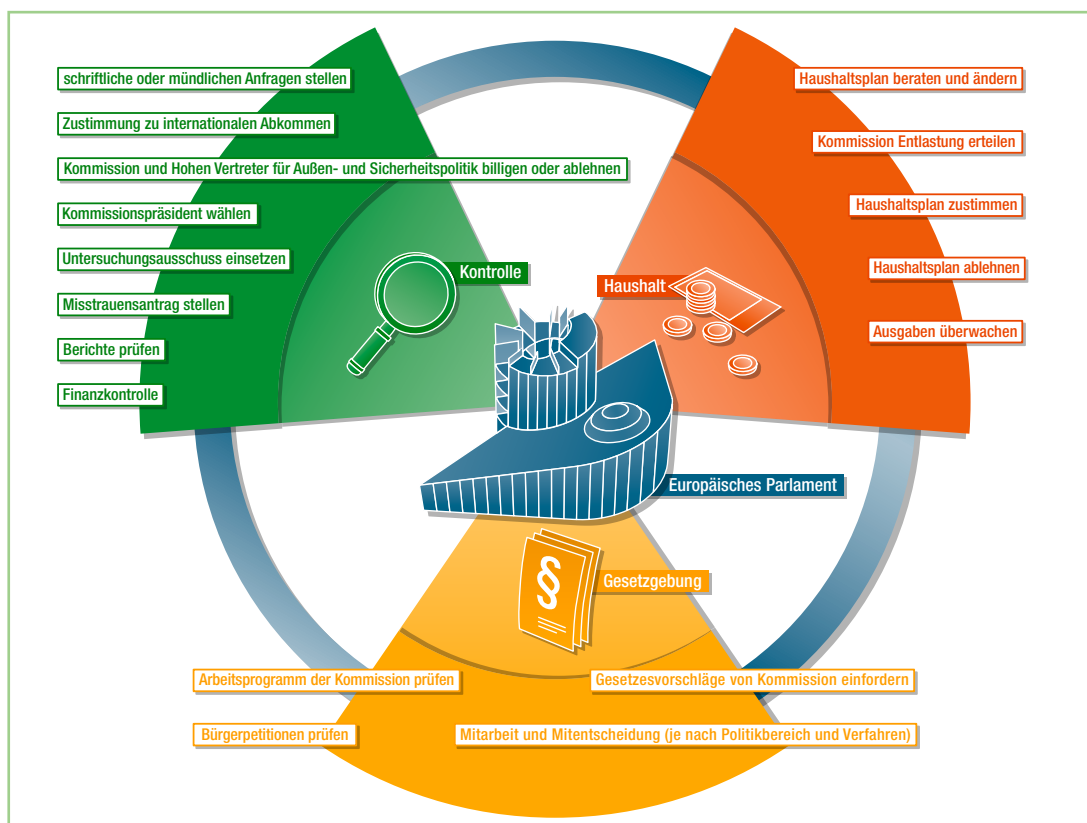 schriftliche oder mündlichen Anfragen stellen
Zustimmung zu internationalen Abkommen
Kommission und Hohen Vertreter für Außen- und Sicherheitspolitik billigen oder ablehnen
Kommissionspräsident wählen
Untersuchungsausschuss einsetzen
Misstrauensantrag stellen
Berichte prüfen
Finanzkontrolle
Kontrolle
Haushaltsplan beraten und ändern
Kommission Entlastung erteilen
Haushaltsplan zustimmen
Haushaltsplan ablehnen
Ausgaben überwachen
Haushalt
Europäisches Parlament
§
Gesetzgebung
Arbeitsprogramm der Kommission prüfen
Gesetzesvorschläge von Kommission einfordern
Bürgerpetitionen prüfen
Mitarbeit und Mitentscheidung (je nach Politikbereich und Verfahren)